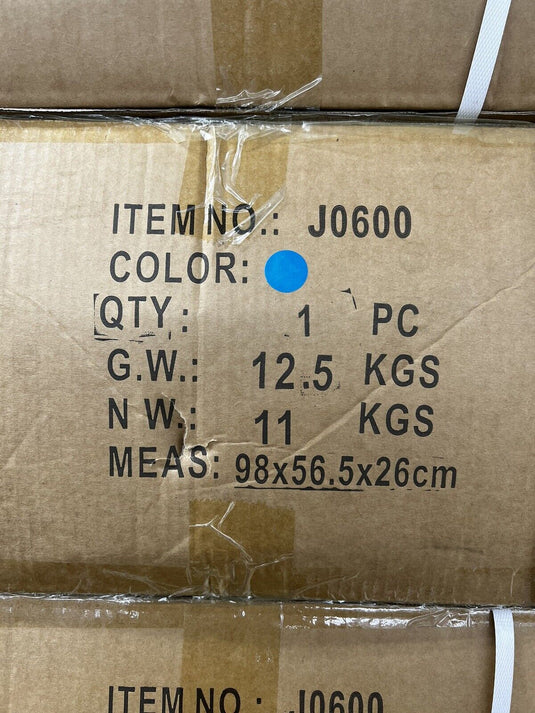 ITEM NO.: J0600
COLOR:
QTY: 1 PC
G.W.: 12.5 KGS
N W.: 11 KGS
MEAS: 98x56.5x26cm
ITEM NO.: J0600